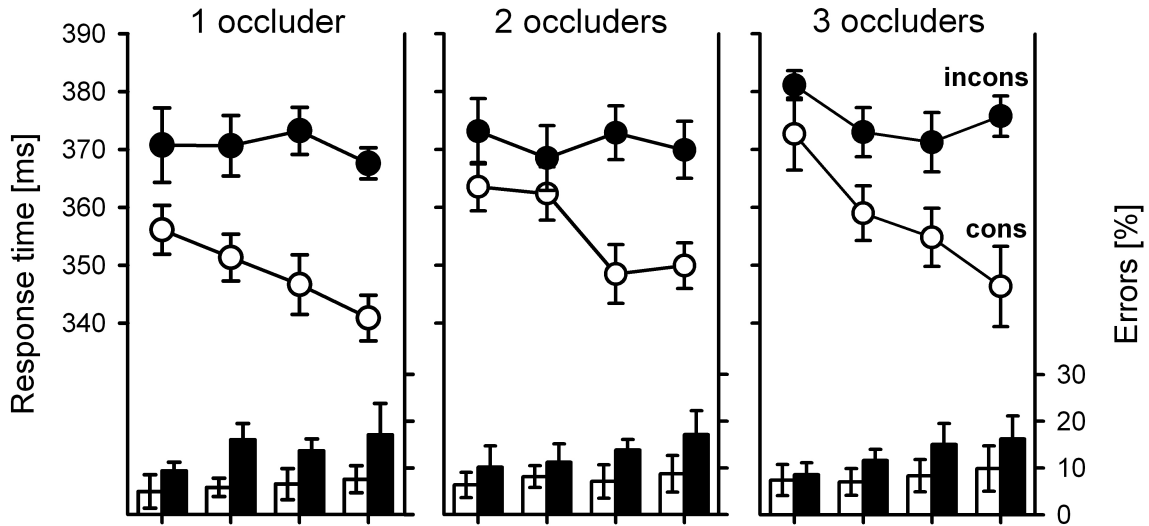 1 occluder
2 occluders
3 occluders
390
380
370
360
350
340
Response time [ms]
incons
cons
Errors [%]
30
20
10
0